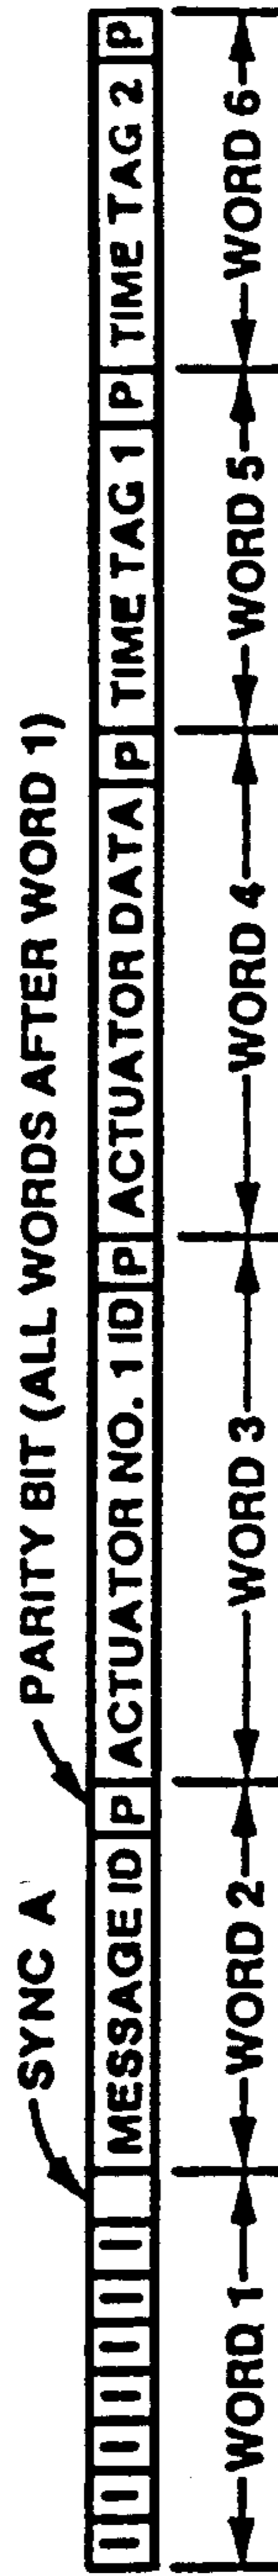 SYNC A PARITY BIT (ALL WORDS AFTER WORD 1)
I I I I I I I MESSAGE ID P ACTUATOR NO. 1 ID P ACTUATOR DATA P TIME TAG 1 P TIME TAG 2 P
WORD 1 WORD 2 WORD 3 WORD 4 WORD 5 WORD 6